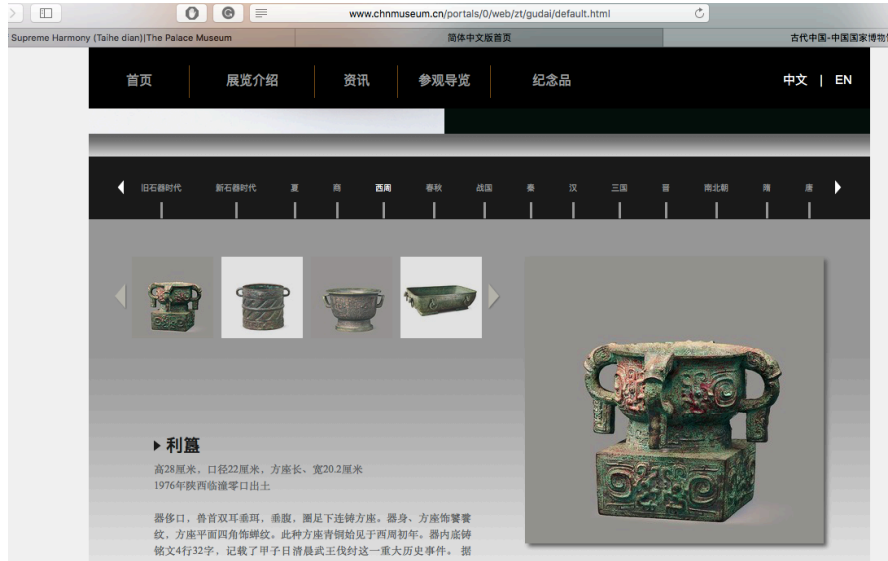 www.chnmuseum.cn/portals/0/web/zt/gudai/default.html
Supreme Harmony (Taihe dian)|The Palace Museum
简体中文版首页
古代中国-中国国家博物
首页 展览介绍 资讯 参观导览 纪念品 中文 | EN
旧石器时代 新石器时代 夏 商 西周 春秋 战国 秦 汉 三国 晋 南北朝 隋 唐
利簋
高28厘米，口径22厘米，方座长、宽20.2厘米
1976年陕西临潼零口出土
器侈口，兽首双耳垂珥，垂腹，圈足下连铸方座。器身、方座饰饕餮
纹，方座平面四角饰蝉纹。此种方座青铜始见于西周初年。器内底铸
铭文4行32字，记载了甲子日清晨武王伐纣这一重大历史事件。 据